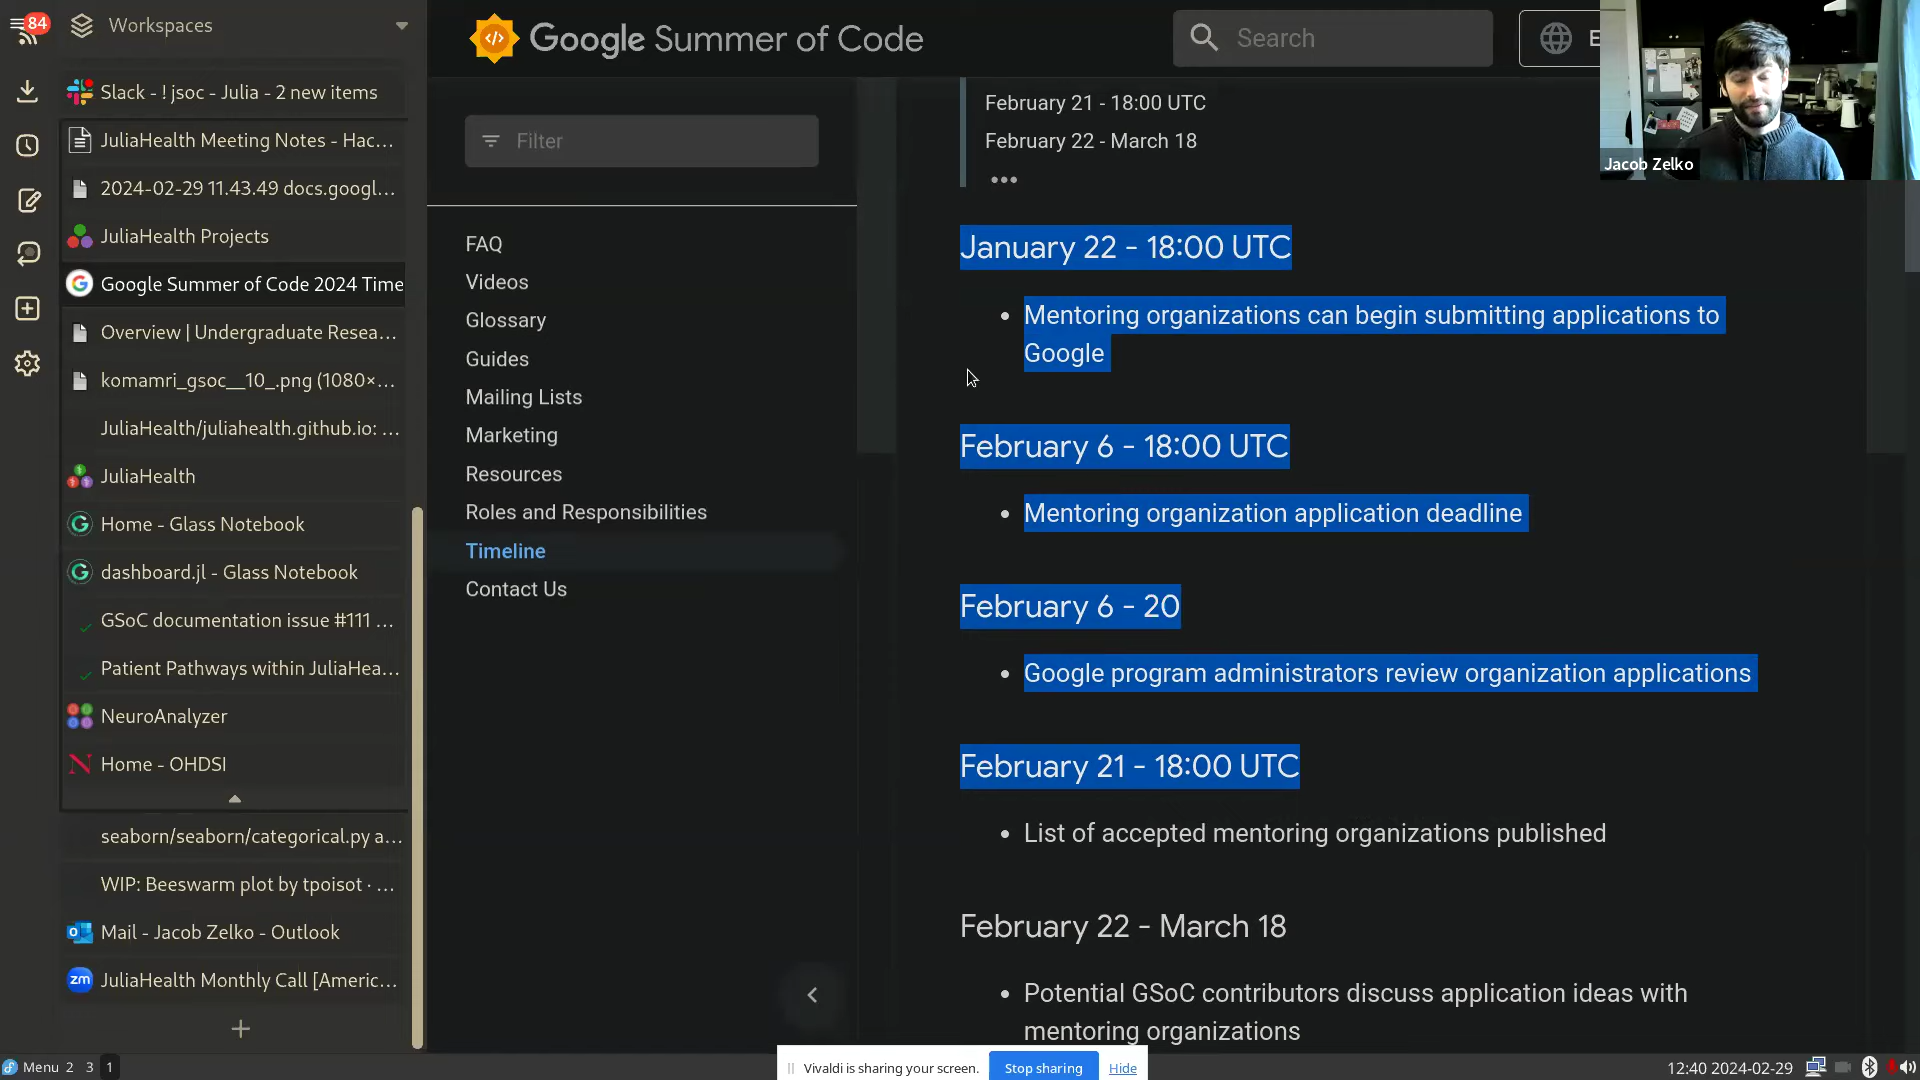 84
Workspaces
Slack - ! jsoc - Julia - 2 new items
JuliaHealth Meeting Notes - Hac...
2024-02-29 11.43.49 docs.googl...
JuliaHealth Projects
Google Summer of Code 2024 Time
Overview | Undergraduate Resea...
komamri_gsoc__10_.png (1080×...
JuliaHealth/juliahealth.github.io: ...
JuliaHealth
Home - Glass Notebook
dashboard.jl - Glass Notebook
GSoC documentation issue #111 ...
Patient Pathways within JuliaHea...
NeuroAnalyzer
Home - OHDSI
seaborn/seaborn/categorical.py a...
WIP: Beeswarm plot by tpoisot · ...
Mail - Jacob Zelko - Outlook
zm
JuliaHealth Monthly Call [Americ...
Google Summer of Code
Search
E
Filter
FAQ
Videos
Glossary
Guides
Mailing Lists
Marketing
Resources
Roles and Responsibilities
Timeline
Contact Us
February 21 - 18:00 UTC
February 22 - March 18
January 22 - 18:00 UTC
Mentoring organizations can begin submitting applications to
Google
February 6 - 18:00 UTC
Mentoring organization application deadline
February 6 - 20
Google program administrators review organization applications
February 21 - 18:00 UTC
List of accepted mentoring organizations published
February 22 - March 18
Potential GSoC contributors discuss application ideas with
mentoring organizations
Jacob Zelko
Menu 2 3 1
Vivaldi is sharing your screen.
Stop sharing
Hide
12:40 2024-02-29